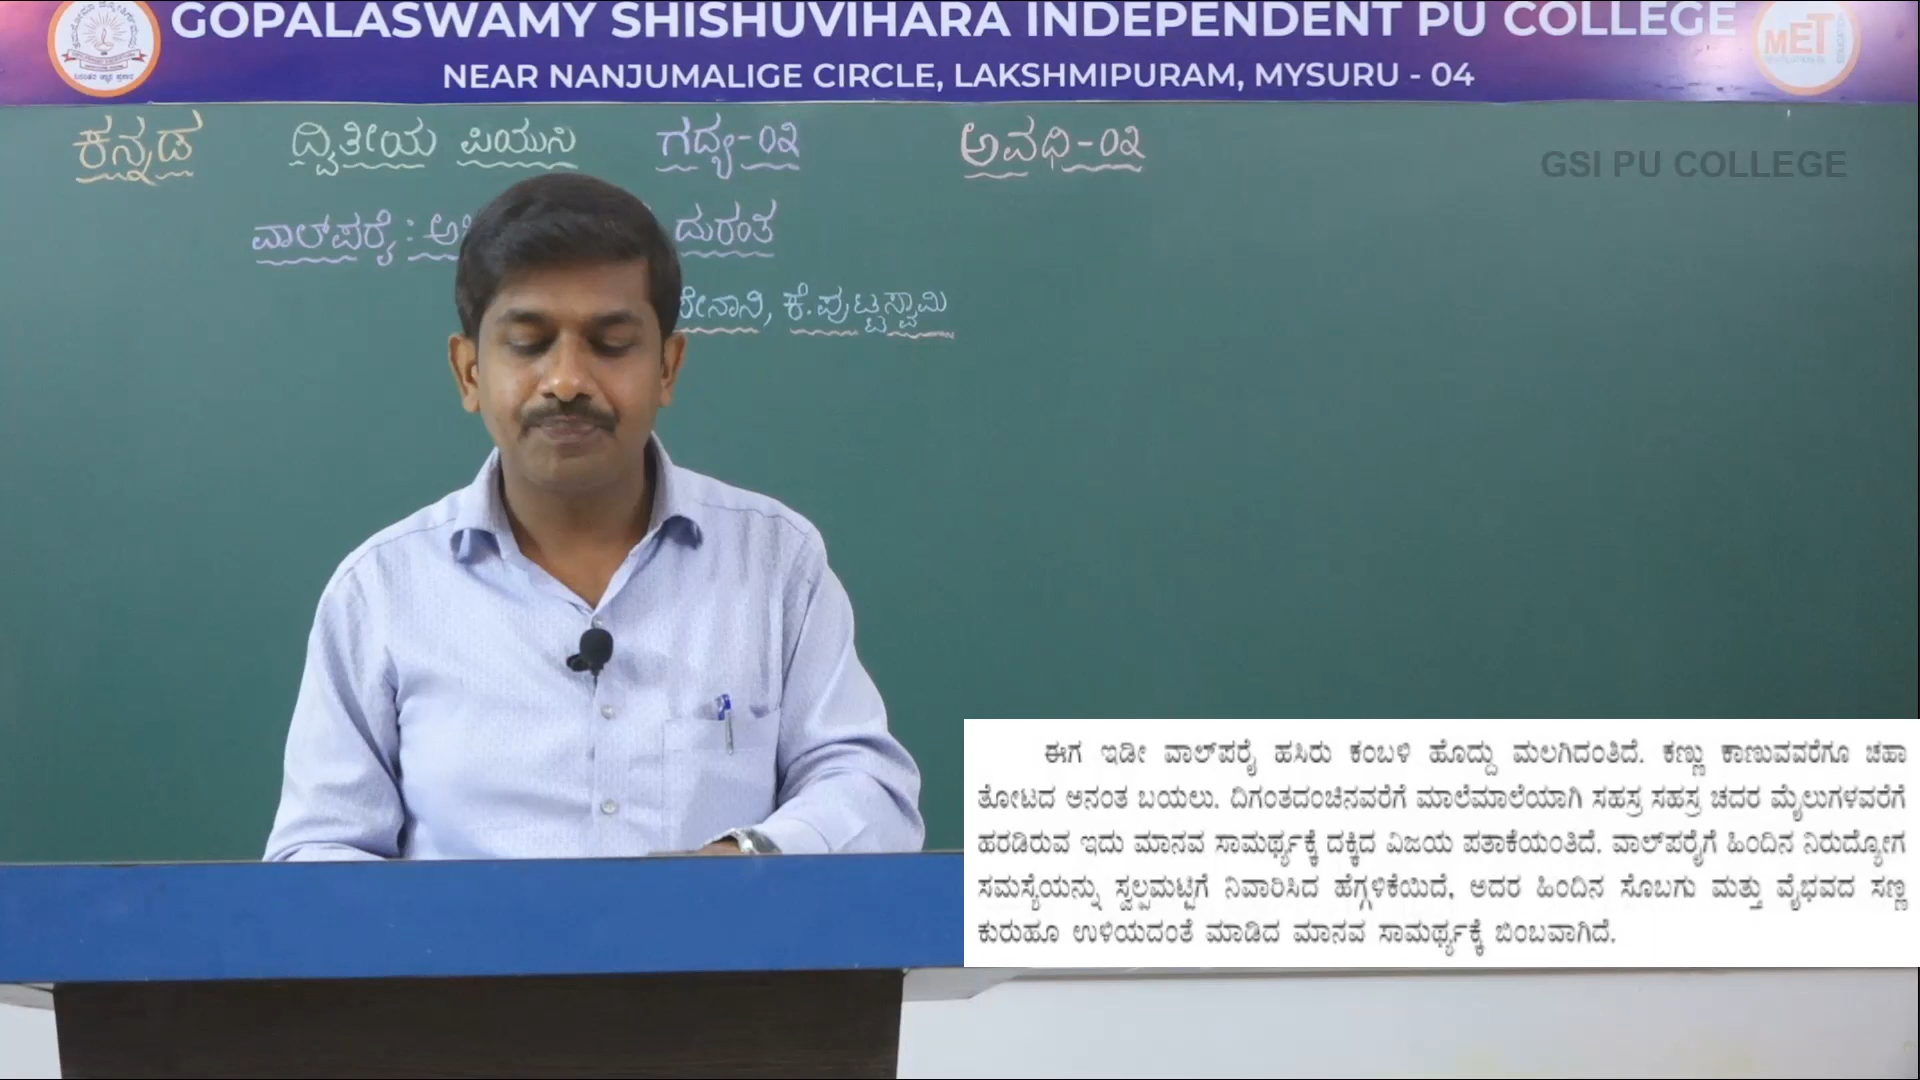 GOPALASWAMY SHISHUVIHARA INDEPENDENT PU COLLEGE
NEAR NANJUMALIGE CIRCLE, LAKSHMIPURAM, MYSURU - 04
MET
ಕನ್ನಡ ದ್ವಿತೀಯ ಪಿಯುಸಿ ಗದ್ಯ-೦೩ ಅವಧಿ-೦೩
GSI PU COLLEGE
ವಾಲ್‌ಪರೈ: ದುರಂತ
ಕೆ.ಪುಟ್ಟಸ್ವಾಮಿ
ಈಗ ಇಡೀ ವಾಲ್‌ಪರೈ ಹಸಿರು ಕಂಬಳಿ ಹೊದ್ದು ಮಲಗಿದಂತಿದೆ. ಕಣ್ಣು ಕಾಣುವವರೆಗೂ ಚಹಾ
ತೋಟದ ಅನಂತ ಬಯಲು. ದಿಗಂತದಂಚಿನವರೆಗೆ ಮಾಲೆಮಾಲೆಯಾಗಿ ಸಹಸ್ರ ಸಹಸ್ರ ಚದರ ಮೈಲುಗಳವರೆಗೆ
ಹರಡಿರುವ ಇದು ಮಾನವ ಸಾಮರ್ಥ್ಯಕ್ಕೆ ದಕ್ಕಿದ ವಿಜಯ ಪತಾಕೆಯಂತಿದೆ. ವಾಲ್‌ಪರೈಗೆ ಹಿಂದಿನ ನಿರುದ್ಯೋಗ
ಸಮಸ್ಯೆಯನ್ನು ಸ್ವಲ್ಪಮಟ್ಟಿಗೆ ನಿವಾರಿಸಿದ ಹೆಗ್ಗಳಿಕೆಯಿದೆ, ಅದರ ಹಿಂದಿನ ಸೊಬಗು ಮತ್ತು ವೈಭವದ ಸಣ್ಣ
ಕುರುಹೂ ಉಳಿಯದಂತೆ ಮಾಡಿದ ಮಾನವ ಸಾಮರ್ಥ್ಯಕ್ಕೆ ಬಿಂಬವಾಗಿದೆ.